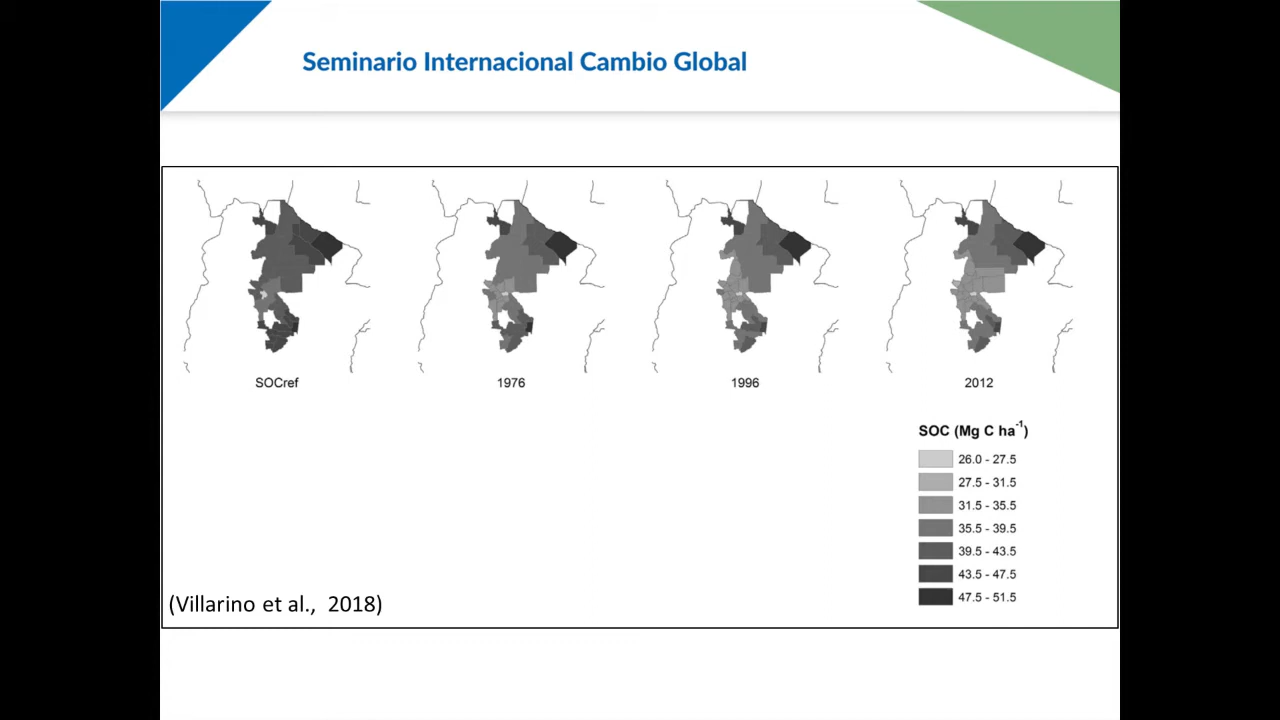 Seminario Internacional Cambio Global
SOCref
1976
1996
2012
SOC (Mg C ha⁻¹)
26.0 - 27.5
27.5 - 31.5
31.5 - 35.5
35.5 - 39.5
39.5 - 43.5
43.5 - 47.5
47.5 - 51.5
(Villarino et al., 2018)